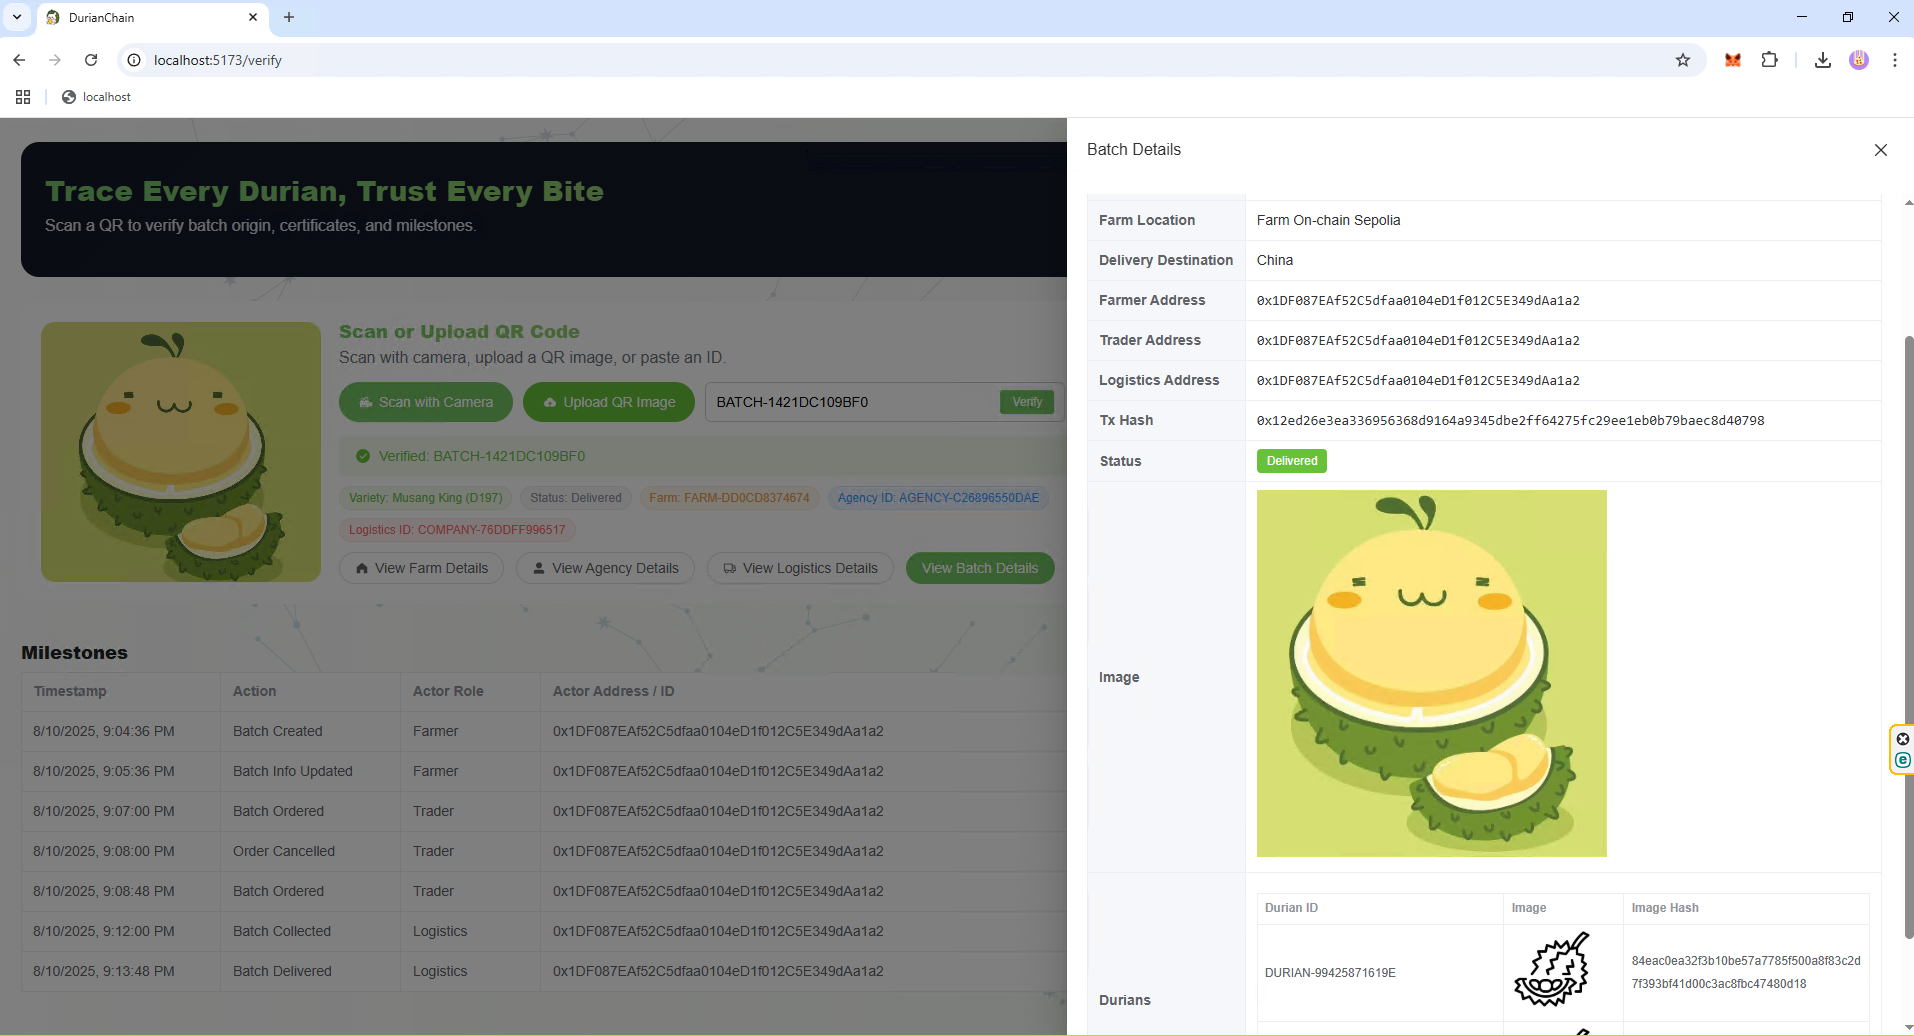 DurianChain
localhost:5173/verify
localhost
Trace Every Durian, Trust Every Bite
Scan a QR to verify batch origin, certificates, and milestones.
Scan or Upload QR Code
Scan with camera, upload a QR image, or paste an ID.
Scan with Camera
Upload QR Image
BATCH-1421DC109BF0
Verify
Verified: BATCH-1421DC109BF0
Variety: Musang King (D197)
Status: Delivered
Farm: FARM-DD0CD8374674
Agency ID: AGENCY-C26896550DAE
Logistics ID: COMPANY-76DDFF996517
View Farm Details
View Agency Details
View Logistics Details
View Batch Details
Milestones
Timestamp Action Actor Role Actor Address / ID
8/10/2025, 9:04:36 PM Batch Created Farmer 0x1DF087EAf52C5dfaa0104eD1f012C5E349dAa1a2
8/10/2025, 9:05:36 PM Batch Info Updated Farmer 0x1DF087EAf52C5dfaa0104eD1f012C5E349dAa1a2
8/10/2025, 9:07:00 PM Batch Ordered Trader 0x1DF087EAf52C5dfaa0104eD1f012C5E349dAa1a2
8/10/2025, 9:08:00 PM Order Cancelled Trader 0x1DF087EAf52C5dfaa0104eD1f012C5E349dAa1a2
8/10/2025, 9:08:48 PM Batch Ordered Trader 0x1DF087EAf52C5dfaa0104eD1f012C5E349dAa1a2
8/10/2025, 9:12:00 PM Batch Collected Logistics 0x1DF087EAf52C5dfaa0104eD1f012C5E349dAa1a2
8/10/2025, 9:13:48 PM Batch Delivered Logistics 0x1DF087EAf52C5dfaa0104eD1f012C5E349dAa1a2
Batch Details
Farm Location Farm On-chain Sepolia
Delivery Destination China
Farmer Address 0x1DF087EAf52C5dfaa0104eD1f012C5E349dAa1a2
Trader Address 0x1DF087EAf52C5dfaa0104eD1f012C5E349dAa1a2
Logistics Address 0x1DF087EAf52C5dfaa0104eD1f012C5E349dAa1a2
Tx Hash 0x12ed26e3ea336956368d9164a9345dbe2ff64275fc29ee1eb0b79baec8d40798
Status Delivered
Image
Durians
Durian ID Image Image Hash
DURIAN-99425871619E
84eac0ea32f3b10be57a7785f500a8f83c2d
7f393bf41d00c3ac8fbc47480d18